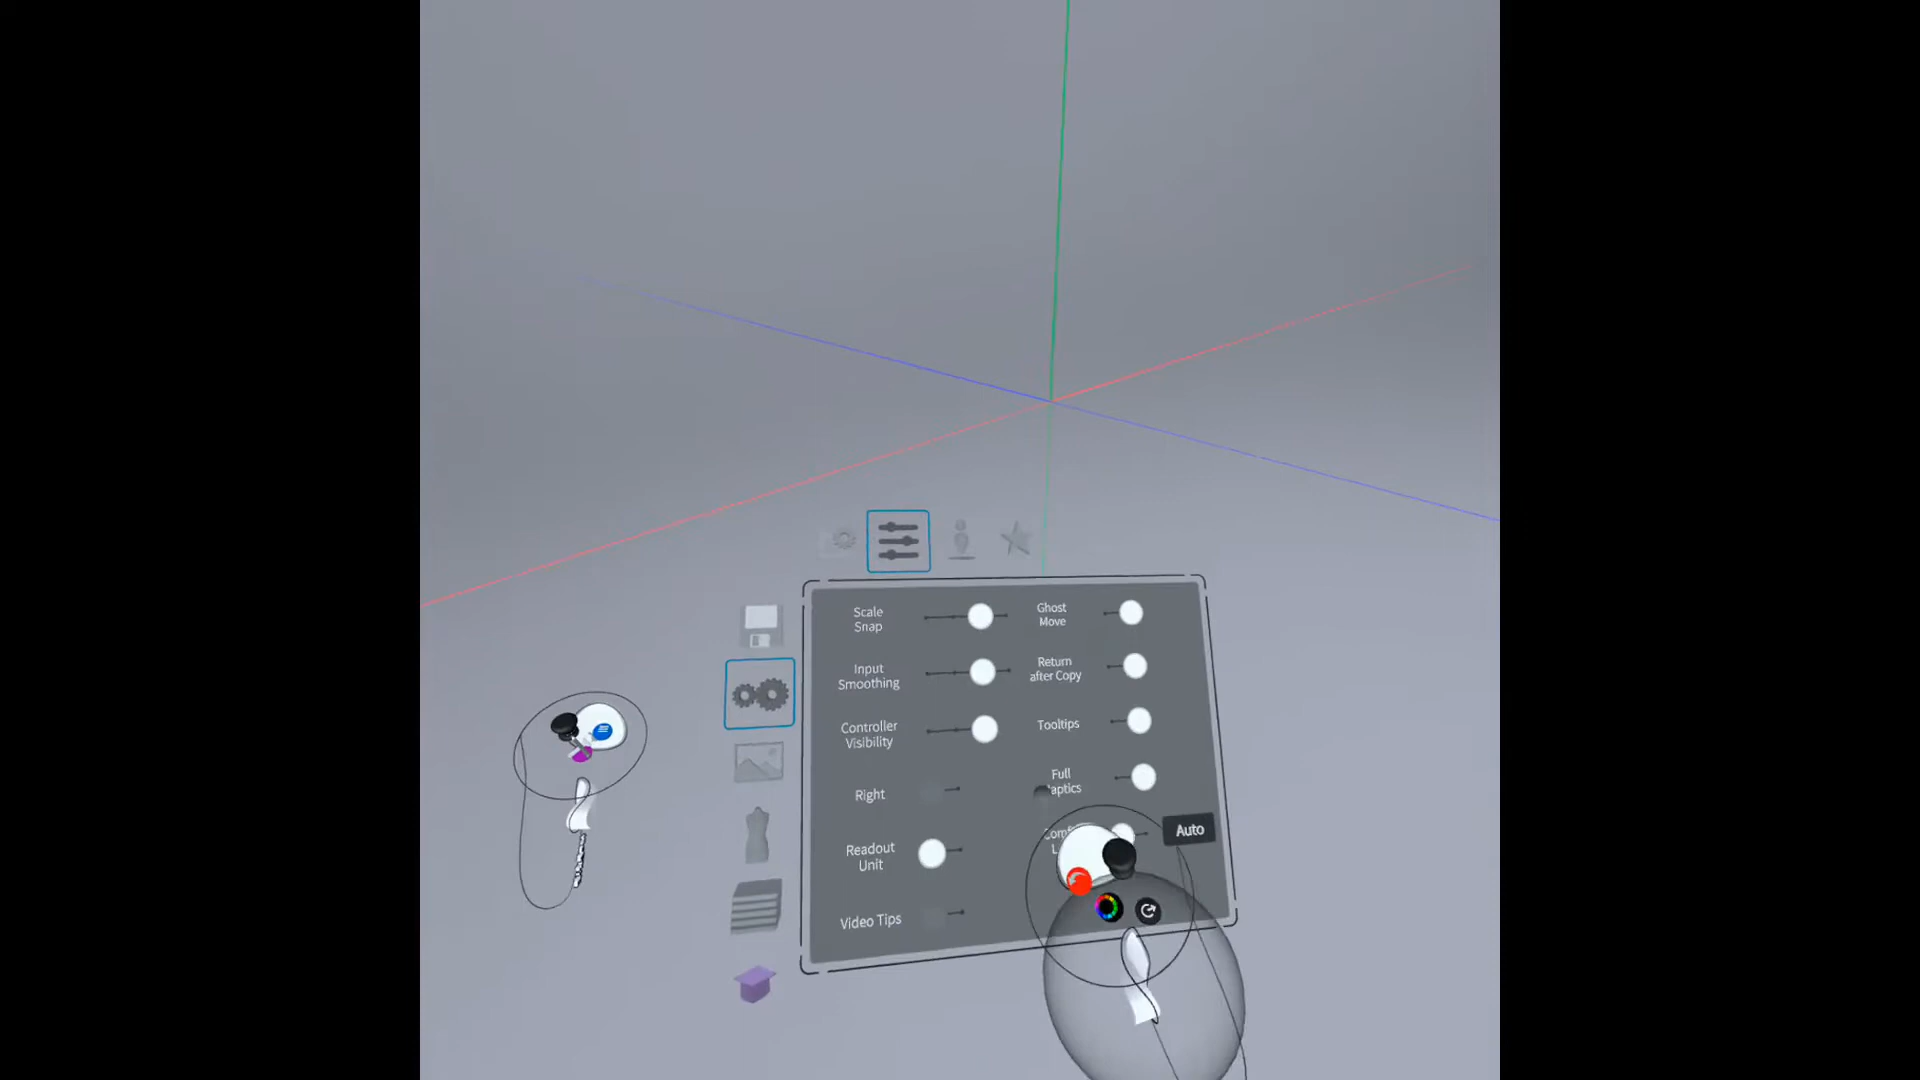 Scale
Snap
Ghost
Move
Input
Smoothing
Return
after Copy
Controller
Visibility
Tooltips
Right
Full
aptics
Auto
Readout
Unit
Video Tips